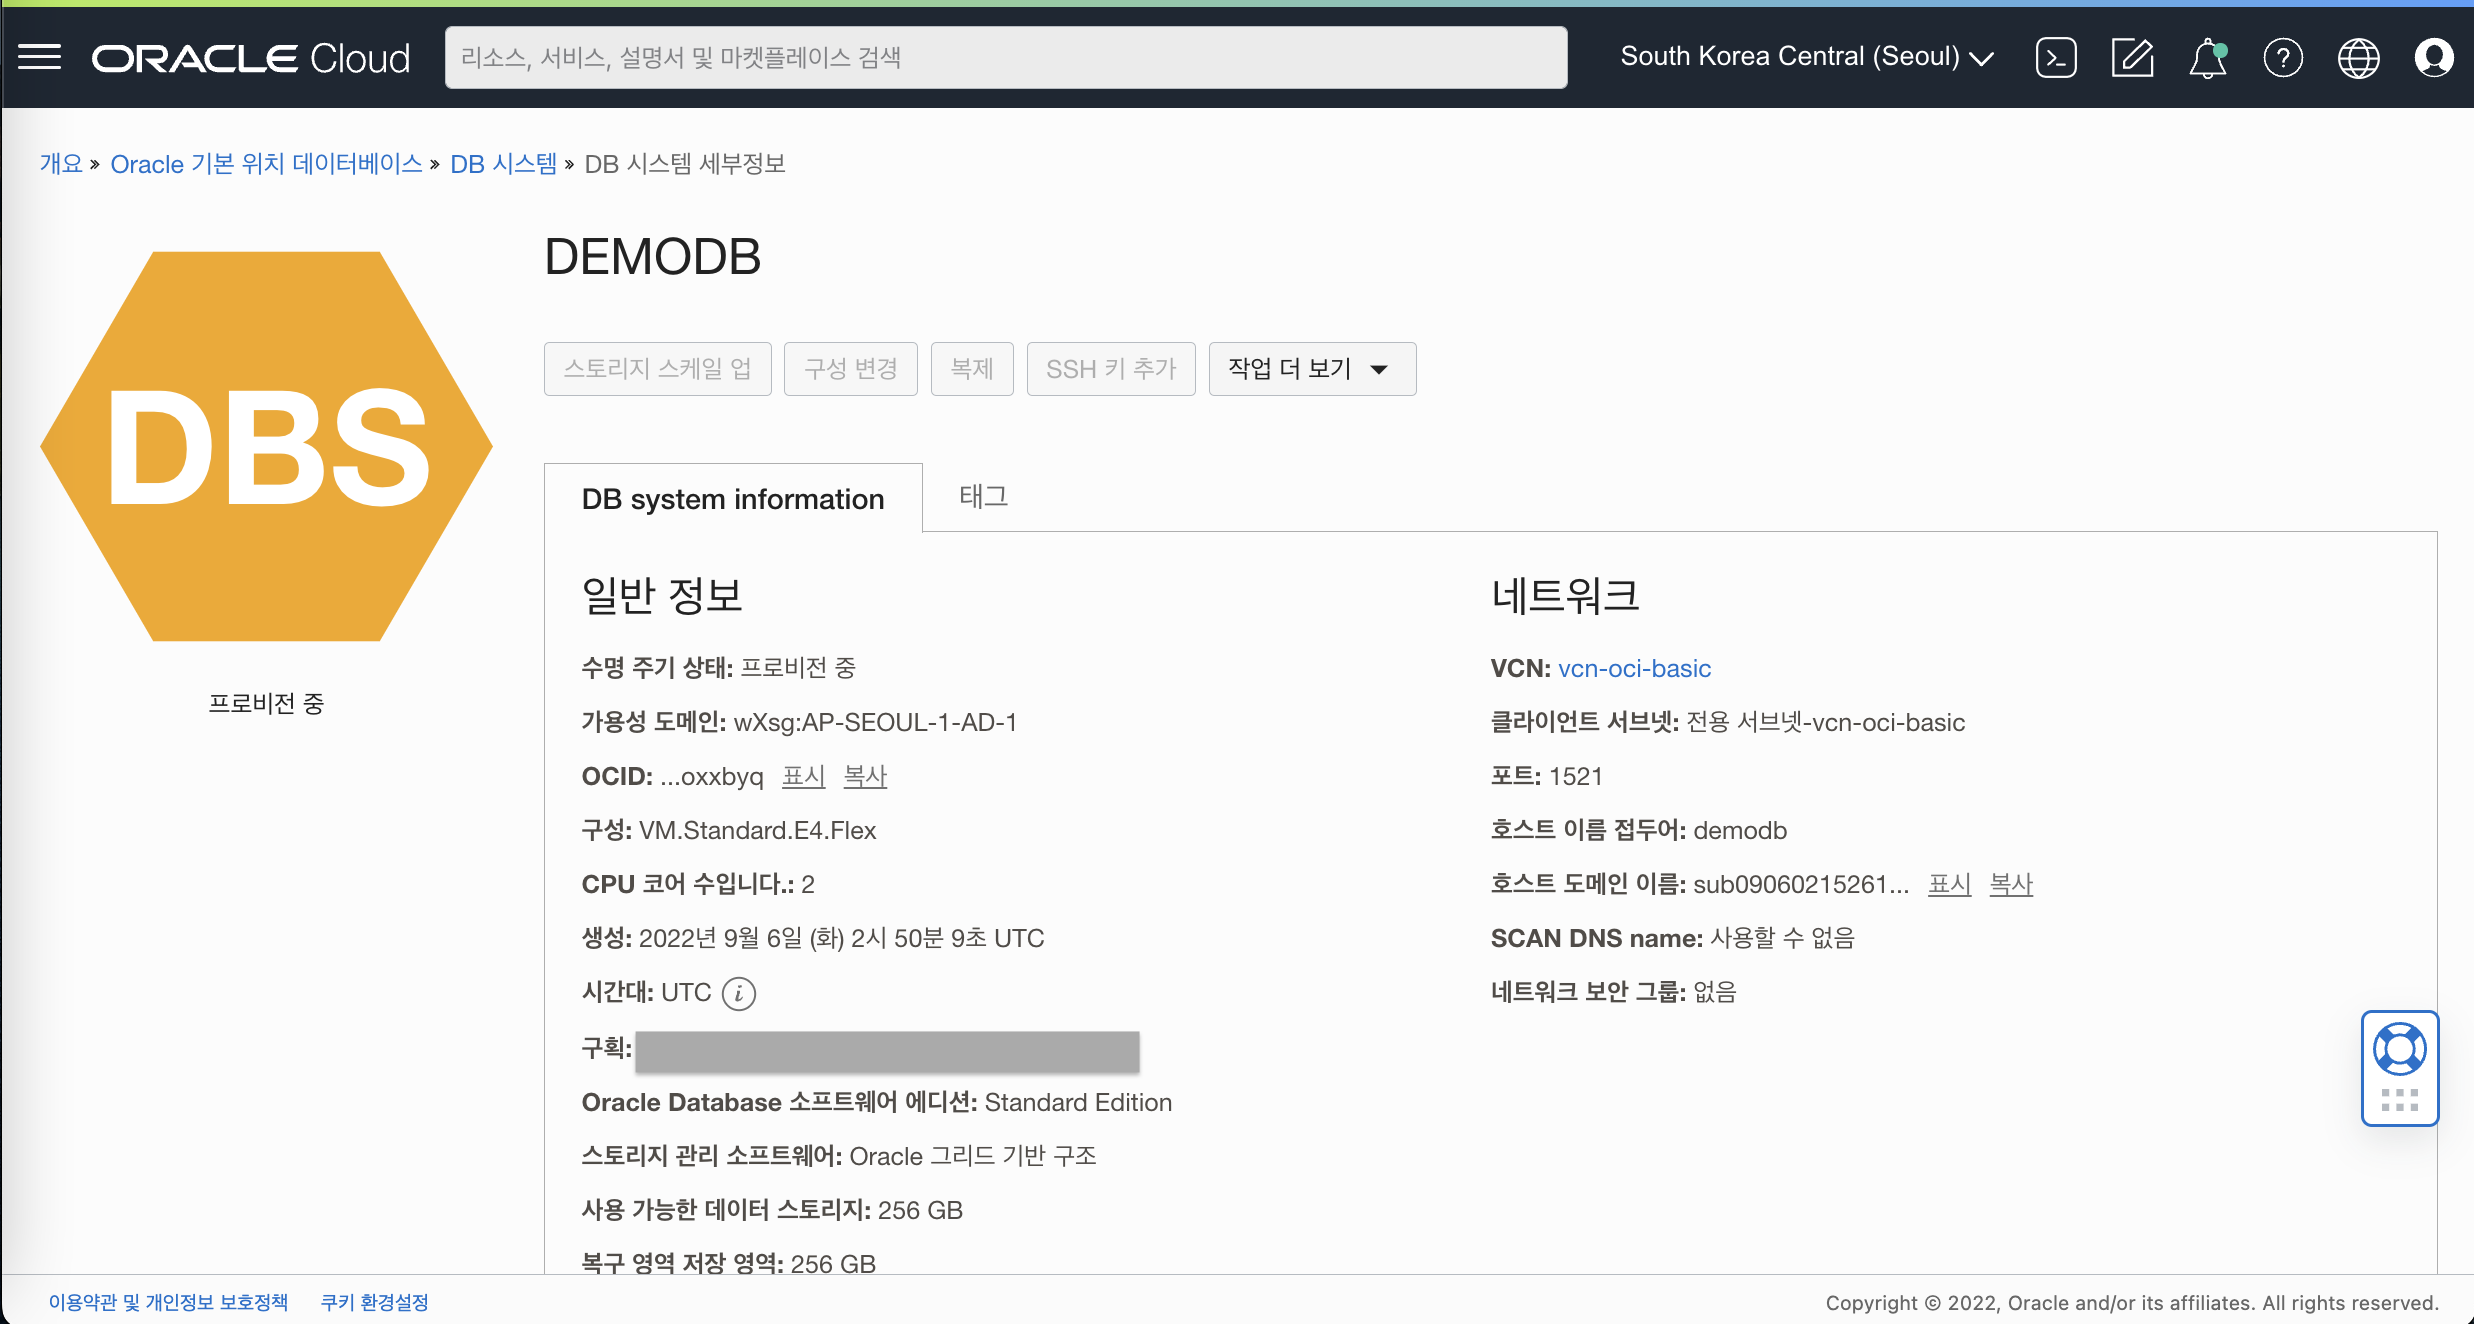 ORACLE Cloud
리소스, 서비스, 설명서 및 마켓플레이스 검색
South Korea Central (Seoul)
개요 » Oracle 기본 위치 데이터베이스 » DB 시스템 » DB 시스템 세부정보
DBS
프로비전 중
DEMODB
스토리지 스케일 업
구성 변경
복제
SSH 키 추가
작업 더 보기
DB system information
태그
일반 정보
수명 주기 상태: 프로비전 중
가용성 도메인: wXsg:AP-SEOUL-1-AD-1
OCID: ...oxxbyq 표시 복사
구성: VM.Standard.E4.Flex
CPU 코어 수입니다.: 2
생성: 2022년 9월 6일 (화) 2시 50분 9초 UTC
시간대: UTC i
구획:
Oracle Database 소프트웨어 에디션: Standard Edition
스토리지 관리 소프트웨어: Oracle 그리드 기반 구조
사용 가능한 데이터 스토리지: 256 GB
복구 영역 저장 영역: 256 GB
네트워크
VCN: vcn-oci-basic
클라이언트 서브넷: 전용 서브넷-vcn-oci-basic
포트: 1521
호스트 이름 접두어: demodb
호스트 도메인 이름: sub09060215261... 표시 복사
SCAN DNS name: 사용할 수 없음
네트워크 보안 그룹: 없음
이용약관 및 개인정보 보호정책 쿠키 환경설정
Copyright © 2022, Oracle and/or its affiliates. All rights reserved.